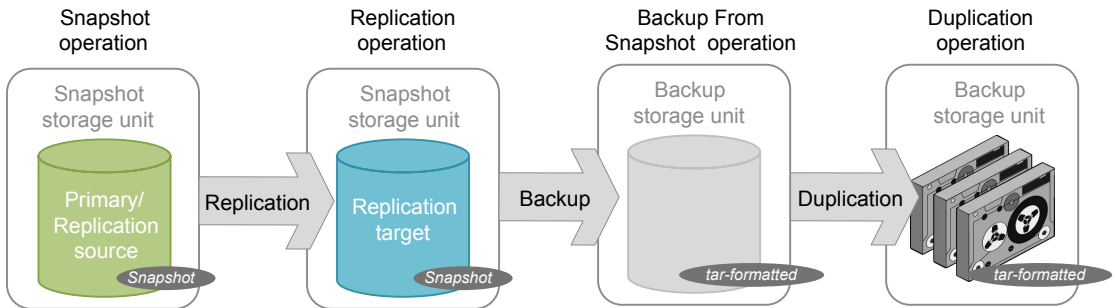 Snapshot
operation
Replication
operation
Backup From
Snapshot operation
Duplication
operation
Snapshot
storage unit
Primary/
Replication
source
Snapshot
Replication
Snapshot
storage unit
Replication
target
Snapshot
Backup
Backup
storage unit
tar-formatted
Duplication
Backup
storage unit
tar-formatted